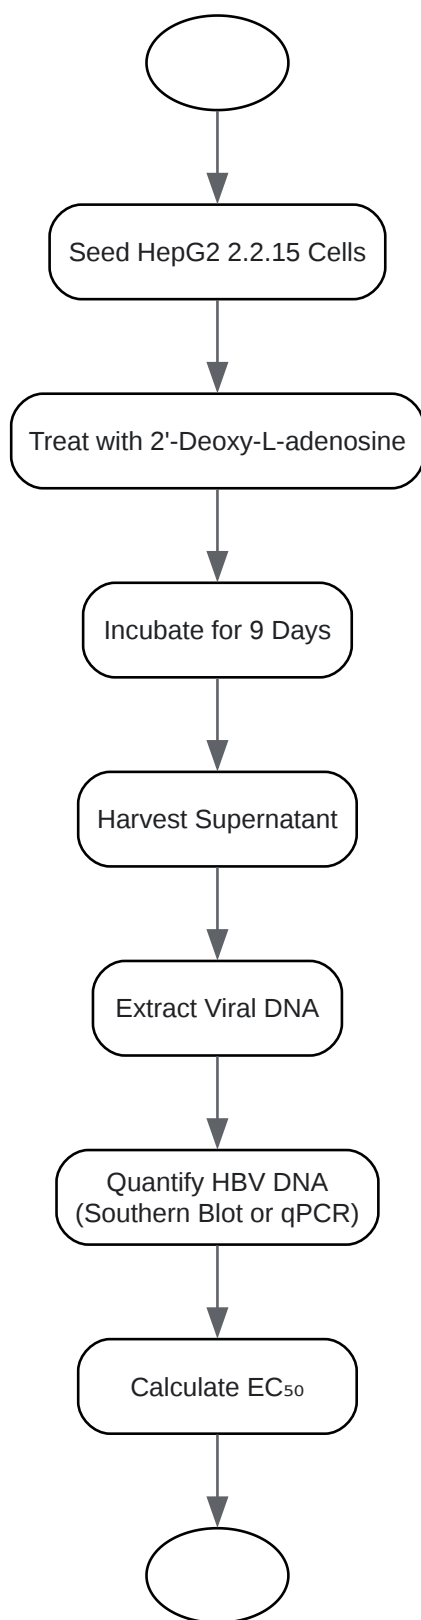 Seed HepG2 2.2.15 Cells
Treat with 2'-Deoxy-L-adenosine
Incubate for 9 Days
Harvest Supernatant
Extract Viral DNA
Quantify HBV DNA
(Southern Blot or qPCR)
Calculate EC₅₀